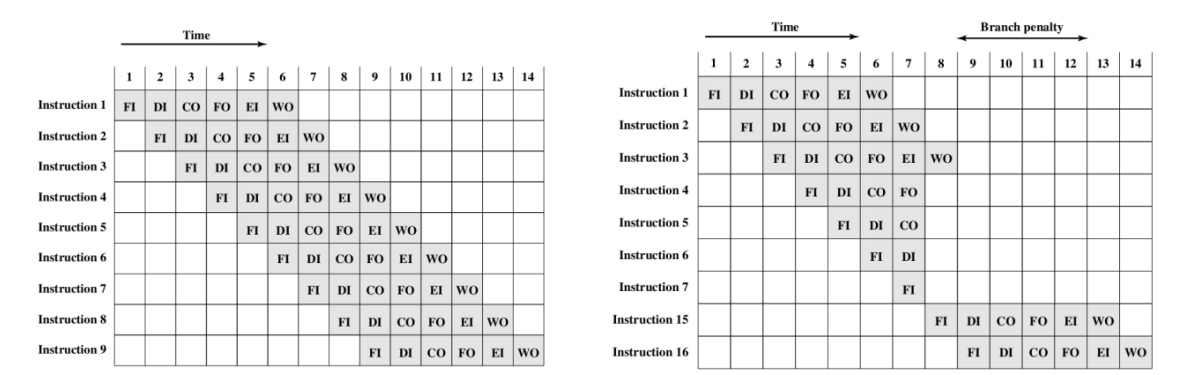 Time
1 2 3 4 5 6 7 8 9 10 11 12 13 14
Instruction 1 FI DI CO FO EI WO
Instruction 2 FI DI CO FO EI WO
Instruction 3 FI DI CO FO EI WO
Instruction 4 FI DI CO FO EI WO
Instruction 5 FI DI CO FO EI WO
Instruction 6 FI DI CO FO EI WO
Instruction 7 FI DI CO FO EI WO
Instruction 8 FI DI CO FO EI WO
Instruction 9 FI DI CO FO EI WO
Time Branch penalty
1 2 3 4 5 6 7 8 9 10 11 12 13 14
Instruction 1 FI DI CO FO EI WO
Instruction 2 FI DI CO FO EI WO
Instruction 3 FI DI CO FO EI WO
Instruction 4 FI DI CO FO
Instruction 5 FI DI CO
Instruction 6 FI DI
Instruction 7 FI
Instruction 15 FI DI CO FO EI WO
Instruction 16 FI DI CO FO EI WO